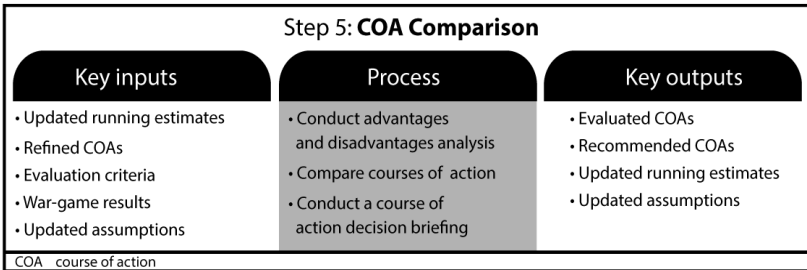 Step 5: COA Comparison
Key inputs
• Updated running estimates
• Refined COAs
• Evaluation criteria
• War-game results
• Updated assumptions
Process
• Conduct advantages
and disadvantages analysis
• Compare courses of action
• Conduct a course of
action decision briefing
Key outputs
• Evaluated COAs
• Recommended COAs
• Updated running estimates
• Updated assumptions
COA course of action